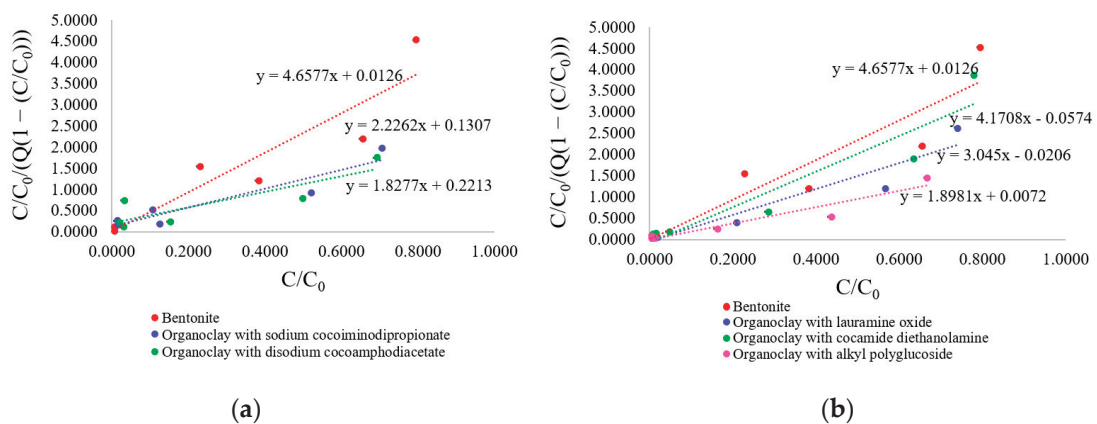 5.0000
4.5000
4.0000
3.5000
3.0000
2.5000
2.0000
1.5000
1.0000
0.5000
0.0000
C/C₀/(Q(1 − (C/C₀)))
y = 4.6577x + 0.0126
y = 2.2262x + 0.1307
y = 1.8277x + 0.2213
0.0000 0.2000 0.4000 0.6000 0.8000 1.0000
C/C₀
Bentonite
Organoclay with sodium cocoiminodipropionate
Organoclay with disodium cocoamphodiacetate
(a)
5.0000
4.5000
4.0000
3.5000
3.0000
2.5000
2.0000
1.5000
1.0000
0.5000
0.0000
C/C₀/(Q(1 − (C/C₀)))
y = 4.6577x + 0.0126
y = 4.1708x - 0.0574
y = 3.045x - 0.0206
y = 1.8981x + 0.0072
0.0000 0.2000 0.4000 0.6000 0.8000 1.0000
C/C₀
Bentonite
Organoclay with lauramine oxide
Organoclay with cocamide diethanolamine
Organoclay with alkyl polyglucoside
(b)